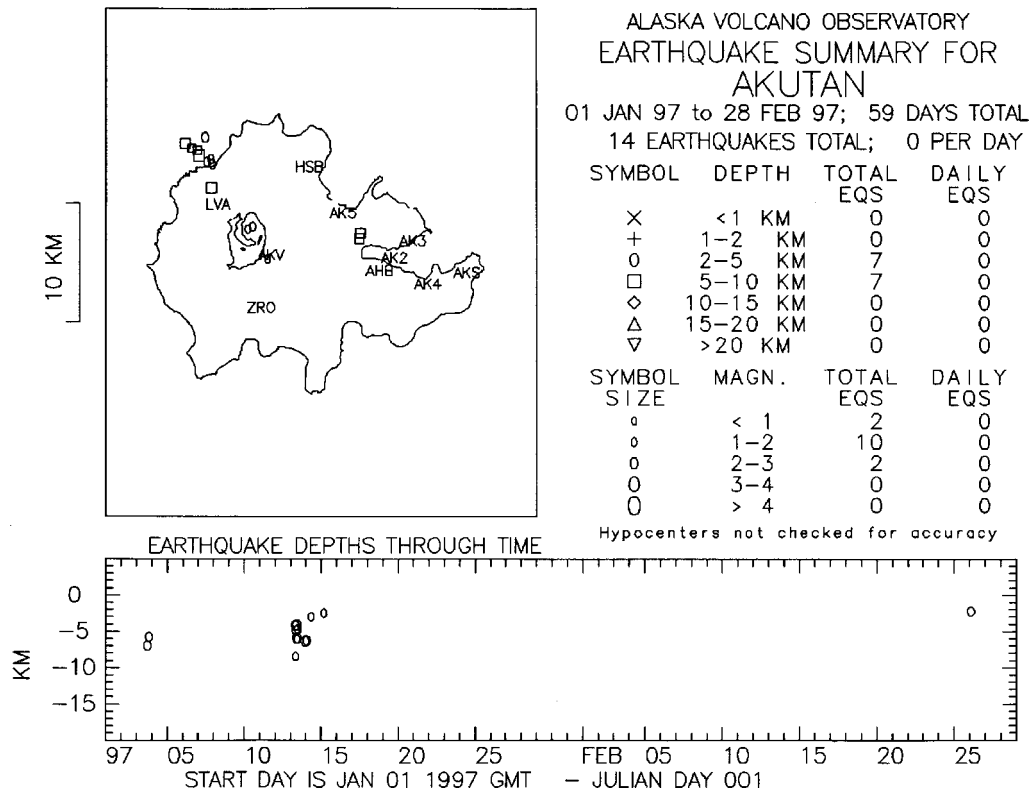 ALASKA VOLCANO OBSERVATORY
EARTHQUAKE SUMMARY FOR
AKUTAN
01 JAN 97 to 28 FEB 97; 59 DAYS TOTAL
14 EARTHQUAKES TOTAL; 0 PER DAY
SYMBOL DEPTH TOTAL DAILY
EQS EQS
<1 KM 0 0
1-2 KM 0 0
2-5 KM 7 0
5-10 KM 7 0
10-15 KM 0 0
15-20 KM 0 0
>20 KM 0 0
SYMBOL MAGN. TOTAL DAILY
SIZE EQS EQS
< 1 2 0
1-2 10 0
2-3 2 0
3-4 0 0
> 4 0 0
Hypocenters not checked for accuracy
10 KM
HSB
LVA
AK5
AK3
AKV
AK2
AHB
AKS
AK4
ZRO
EARTHQUAKE DEPTHS THROUGH TIME
KM
0
-5
-10
-15
97 05 10 15 20 25 FEB 05 10 15 20 25
START DAY IS JAN 01 1997 GMT - JULIAN DAY 001